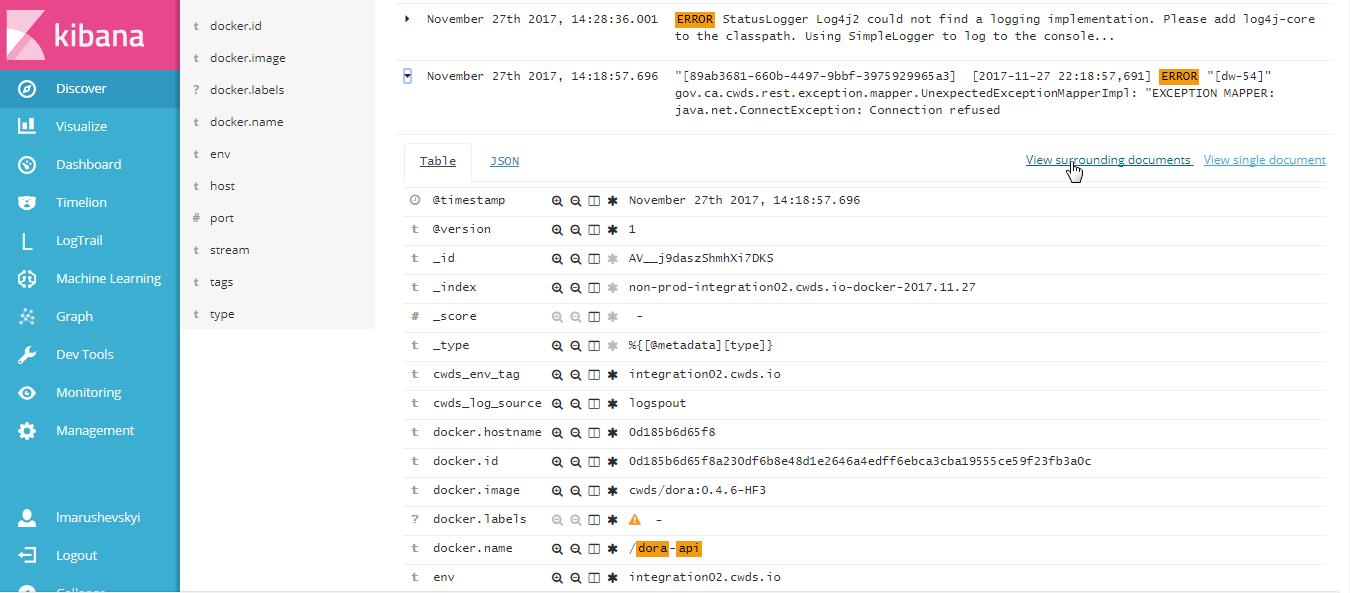 kibana
Discover
Visualize
Dashboard
Timelion
LogTrail
Machine Learning
Graph
Dev Tools
Monitoring
Management
lmarushevskyi
Logout
Collapse
t docker.id
t docker.image
? docker.labels
t docker.name
t env
t host
# port
t stream
t tags
t type
November 27th 2017, 14:28:36.001 ERROR StatusLogger Log4j2 could not find a logging implementation. Please add log4j-core
to the classpath. Using SimpleLogger to log to the console...
November 27th 2017, 14:18:57.696 "[89ab3681-660b-4497-9bbf-3975929965a3] [2017-11-27 22:18:57,691] ERROR "[dw-54]"
gov.ca.cwds.rest.exception.mapper.UnexpectedExceptionMapperImpl: "EXCEPTION MAPPER:
java.net.ConnectException: Connection refused
Table JSON View surrounding documents View single document
@timestamp November 27th 2017, 14:18:57.696
t @version 1
t _id AV__j9daszShmhXi7DKS
t _index non-prod-integration02.cwds.io-docker-2017.11.27
# _score -
t _type %{[@metadata][type]}
t cwds_env_tag integration02.cwds.io
t cwds_log_source logspout
t docker.hostname 0d185b6d65f8
t docker.id 0d185b6d65f8a230df6b8e48d1e2646a4edff6ebca3cba19555ce59f23fb3a0c
t docker.image cwds/dora:0.4.6-HF3
? docker.labels -
t docker.name /dora-api
t env integration02.cwds.io